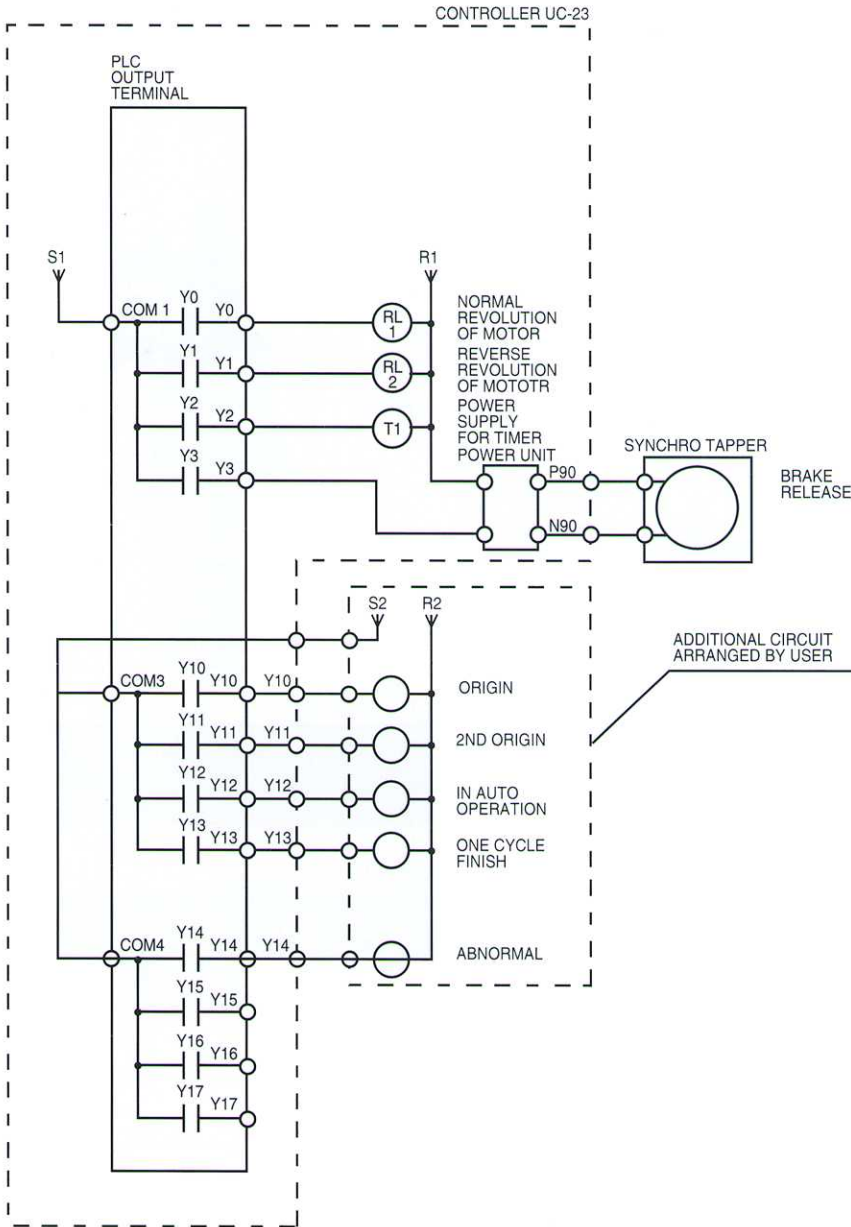 CONTROLLER UC-23
PLC
OUTPUT
TERMINAL
S1
R1
COM 1
Y0
Y0
RL
1
NORMAL
REVOLUTION
OF MOTOR
Y1
Y1
RL
2
REVERSE
REVOLUTION
OF MOTOTR
Y2
Y2
T1
POWER
SUPPLY
FOR TIMER
POWER UNIT
Y3
Y3
P90
N90
SYNCHRO TAPPER
BRAKE
RELEASE
S2
R2
ADDITIONAL CIRCUIT
ARRANGED BY USER
COM3
Y10
Y10
Y10
ORIGIN
Y11
Y11
Y11
2ND ORIGIN
Y12
Y12
Y12
IN AUTO
OPERATION
Y13
Y13
Y13
ONE CYCLE
FINISH
COM4
Y14
Y14
Y14
ABNORMAL
Y15
Y15
Y16
Y16
Y17
Y17